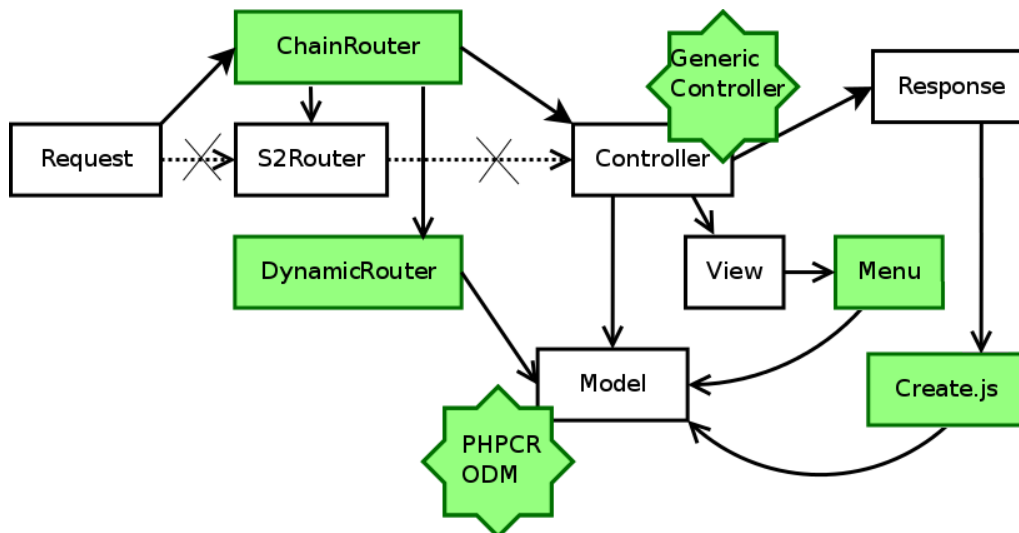 ChainRouter
Generic
Controller
Response
Request
S2Router
Controller
DynamicRouter
View
Menu
Model
Create.js
PHPCR
ODM